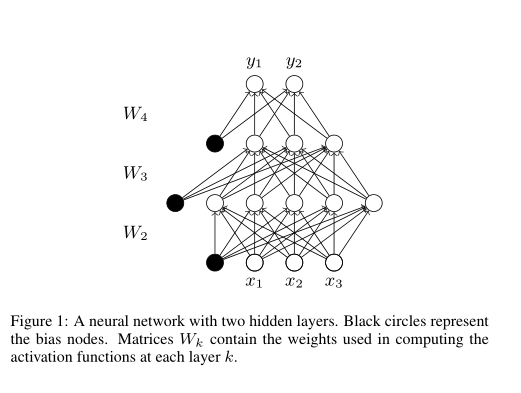 y₁ y₂
W₄
W₃
W₂
x₁ x₂ x₃
Figure 1: A neural network with two hidden layers. Black circles represent
the bias nodes. Matrices Wₖ contain the weights used in computing the
activation functions at each layer k.